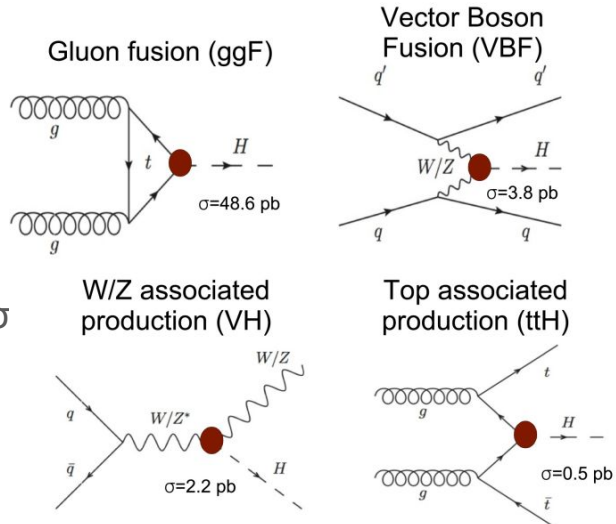 Gluon fusion (ggF)
g
t
H
σ=48.6 pb
g
Vector Boson
Fusion (VBF)
q′
q′
W/Z
H
σ=3.8 pb
q
q
σ
W/Z associated
production (VH)
W/Z
q
W/Z*
q̄
H
σ=2.2 pb
Top associated
production (ttH)
t
g
H
σ=0.5 pb
g
t̄